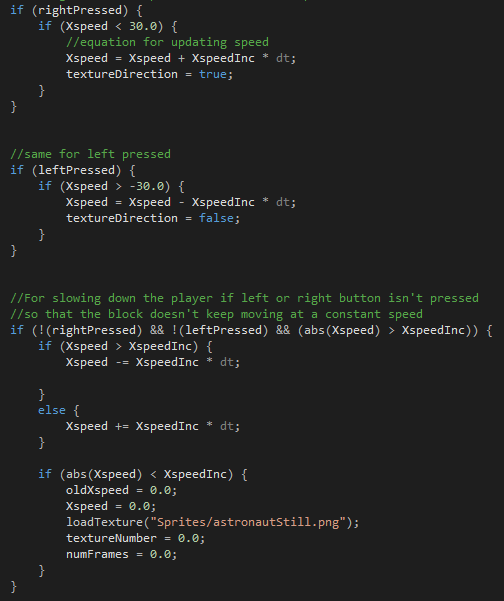 if (rightPressed) {
    if (Xspeed < 30.0) {
        //equation for updating speed
        Xspeed = Xspeed + XspeedInc * dt;
        textureDirection = true;
    }
}
//same for left pressed
if (leftPressed) {
    if (Xspeed > -30.0) {
        Xspeed = Xspeed - XspeedInc * dt;
        textureDirection = false;
    }
}
//For slowing down the player if left or right button isn't pressed
//so that the block doesn't keep moving at a constant speed
if (!(rightPressed) && !(leftPressed) && (abs(Xspeed) > XspeedInc)) {
    if (Xspeed > XspeedInc) {
        Xspeed -= XspeedInc * dt;
    }
    else {
        Xspeed += XspeedInc * dt;
    }
    if (abs(Xspeed) < XspeedInc) {
        oldXspeed = 0.0;
        Xspeed = 0.0;
        loadTexture("Sprites/astronautStill.png");
        textureNumber = 0.0;
        numFrames = 0.0;
    }
}